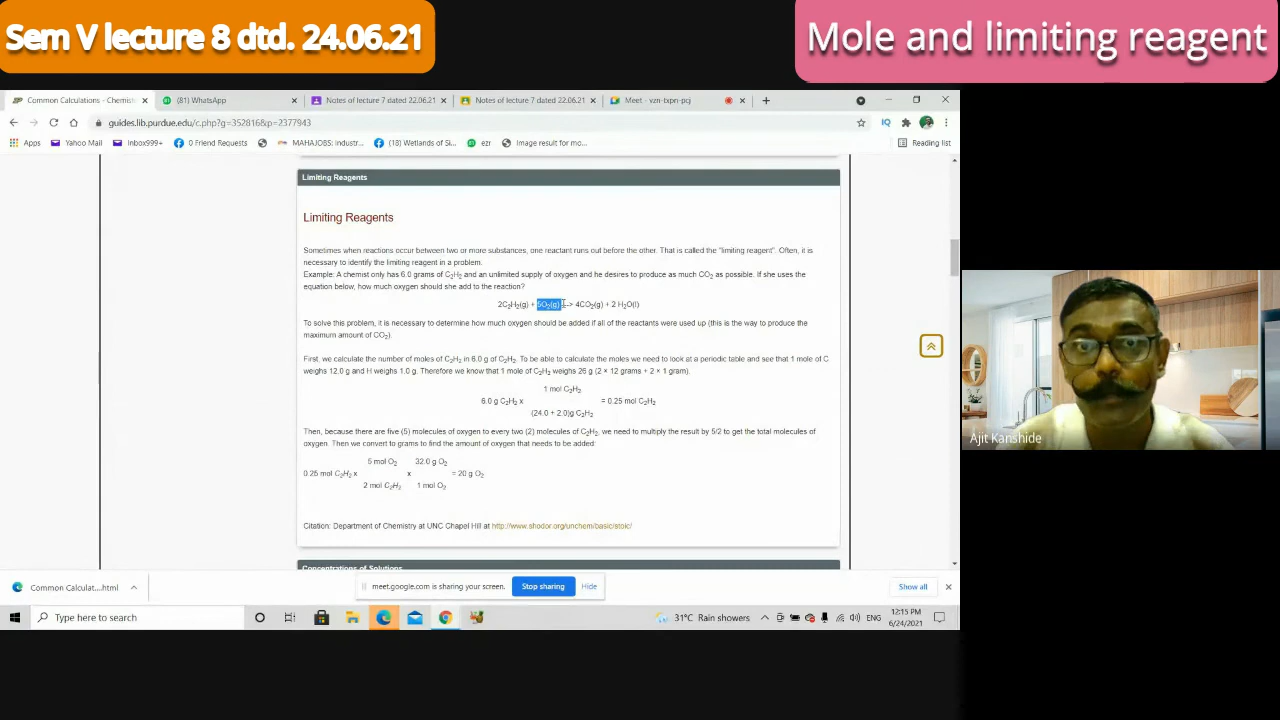 Sem V lecture 8 dtd. 24.06.21
Mole and limiting reagent
Common Calculations - Chemist
(81) WhatsApp
Notes of lecture 7 dated 22.06.21
Notes of lecture 7 dated 22.06.21
Meet - vzn-txpn-pcj
guides.lib.purdue.edu/c.php?g=352816&p=2377943
Apps
Yahoo Mail
Inbox999+
0 Friend Requests
MAHAJOBS: Industr...
(18) Wetlands of Si...
ezr
Image result for mo...
Reading list
Limiting Reagents
Limiting Reagents
Sometimes when reactions occur between two or more substances, one reactant runs out before the other. That is called the "limiting reagent". Often, it is
necessary to identify the limiting reagent in a problem.
Example: A chemist only has 6.0 grams of C₂H₂ and an unlimited supply of oxygen and he desires to produce as much CO₂ as possible. If she uses the
equation below, how much oxygen should she add to the reaction?
2C₂H₂(g) + 5O₂(g) --> 4CO₂(g) + 2 H₂O(l)
To solve this problem, it is necessary to determine how much oxygen should be added if all of the reactants were used up (this is the way to produce the
maximum amount of CO₂).
First, we calculate the number of moles of C₂H₂ in 6.0 g of C₂H₂. To be able to calculate the moles we need to look at a periodic table and see that 1 mole of C
weighs 12.0 g and H weighs 1.0 g. Therefore we know that 1 mole of C₂H₂ weighs 26 g (2 × 12 grams + 2 × 1 gram).
1 mol C₂H₂
6.0 g C₂H₂ x = 0.25 mol C₂H₂
(24.0 + 2.0)g C₂H₂
Then, because there are five (5) molecules of oxygen to every two (2) molecules of C₂H₂, we need to multiply the result by 5/2 to get the total molecules of
oxygen. Then we convert to grams to find the amount of oxygen that needs to be added:
5 mol O₂ 32.0 g O₂
0.25 mol C₂H₂ x x = 20 g O₂
2 mol C₂H₂ 1 mol O₂
Citation: Department of Chemistry at UNC Chapel Hill at http://www.shodor.org/unchem/basic/stoic/
Concentrations of Solutions
Ajit Kanshide
Common Calculat....html
meet.google.com is sharing your screen.
Stop sharing
Hide
Show all
Type here to search
31°C Rain showers
ENG
12:15 PM
6/24/2021